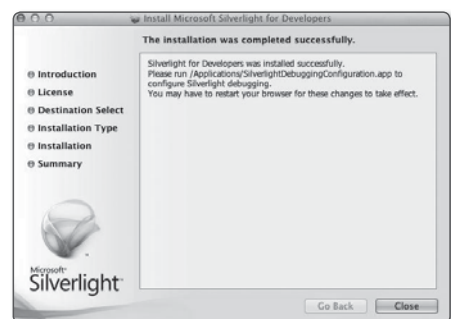 Install Microsoft Silverlight for Developers
The installation was completed successfully.
Introduction
License
Destination Select
Installation Type
Installation
Summary
Silverlight for Developers was installed successfully.
Please run /Applications/SilverlightDebuggingConfiguration.app to
configure Silverlight debugging.
You may have to restart your browser for these changes to take effect.
Microsoft®
Silverlight™
Go Back
Close